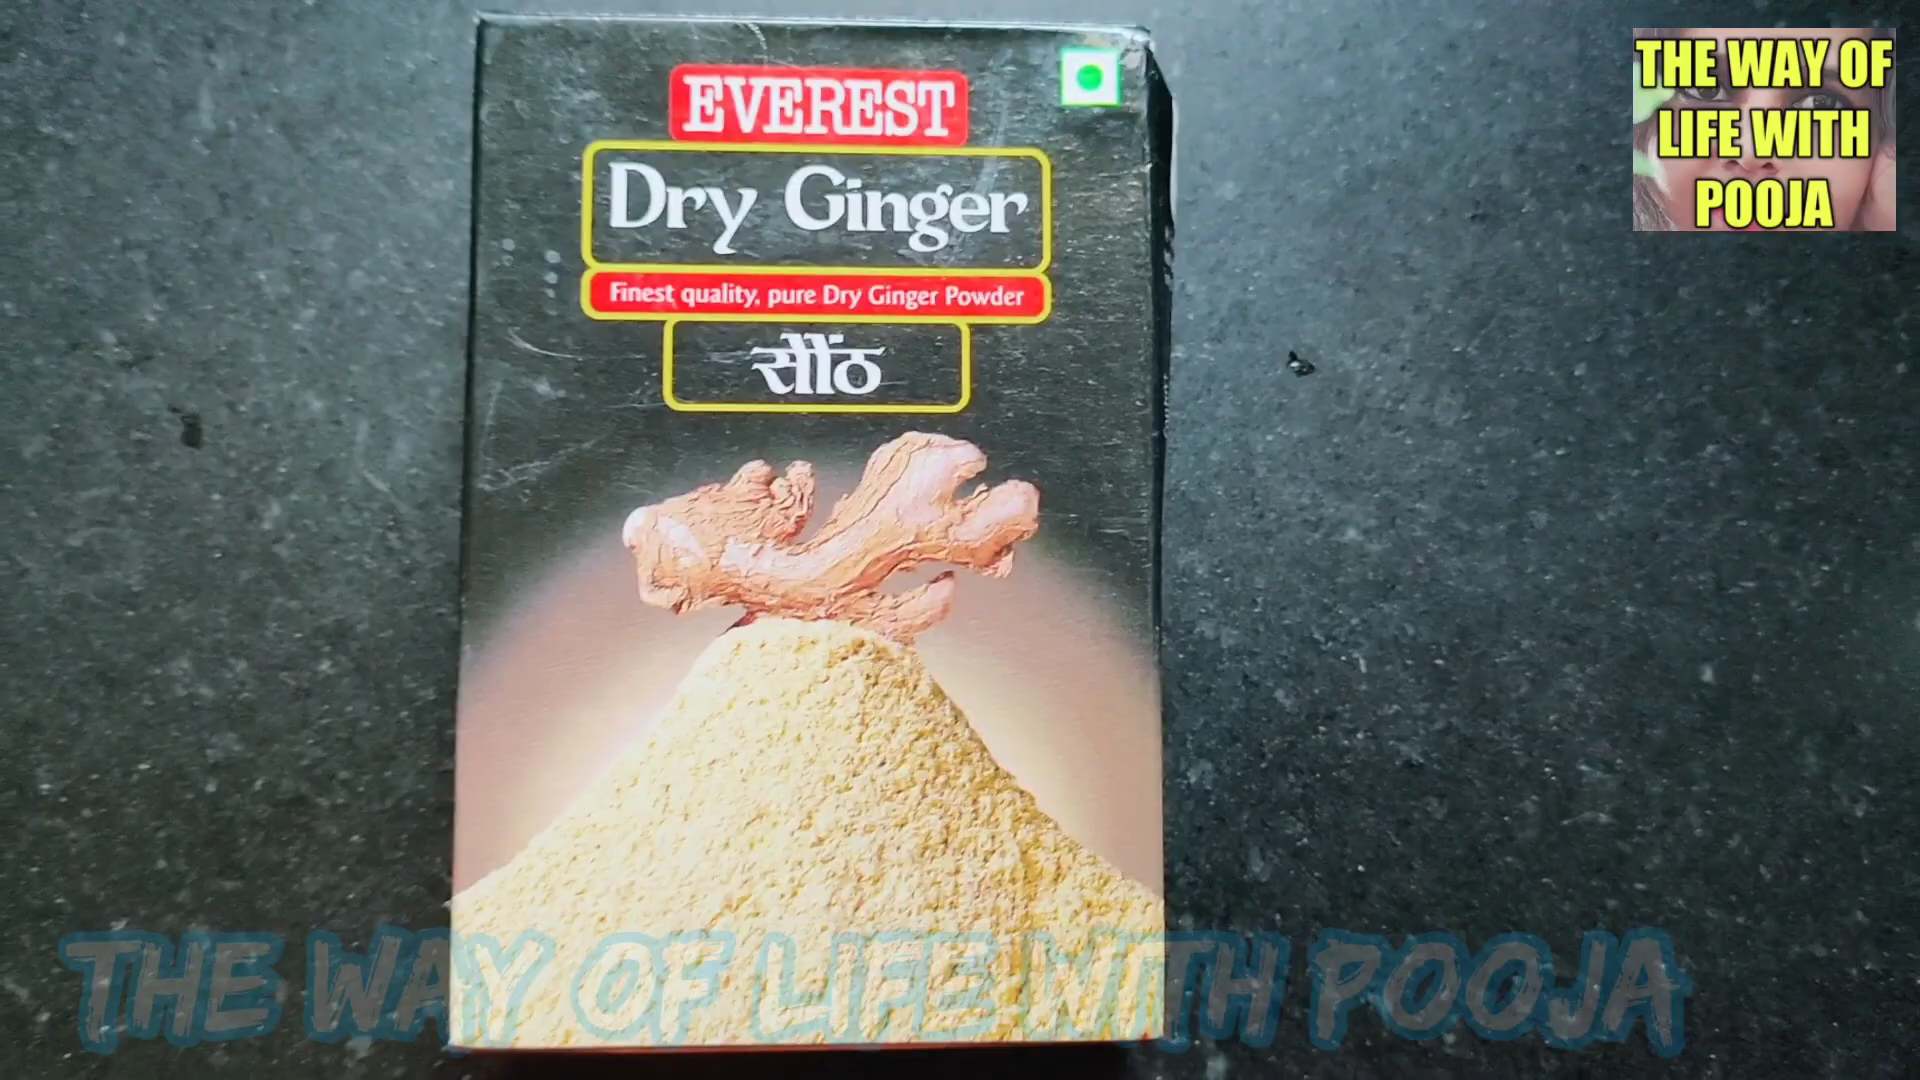 EVEREST
Dry Ginger
Finest quality, pure Dry Ginger Powder
सौंठ
THE WAY OF
LIFE WITH
POOJA
THE WAY OF LIFE WITH POOJA